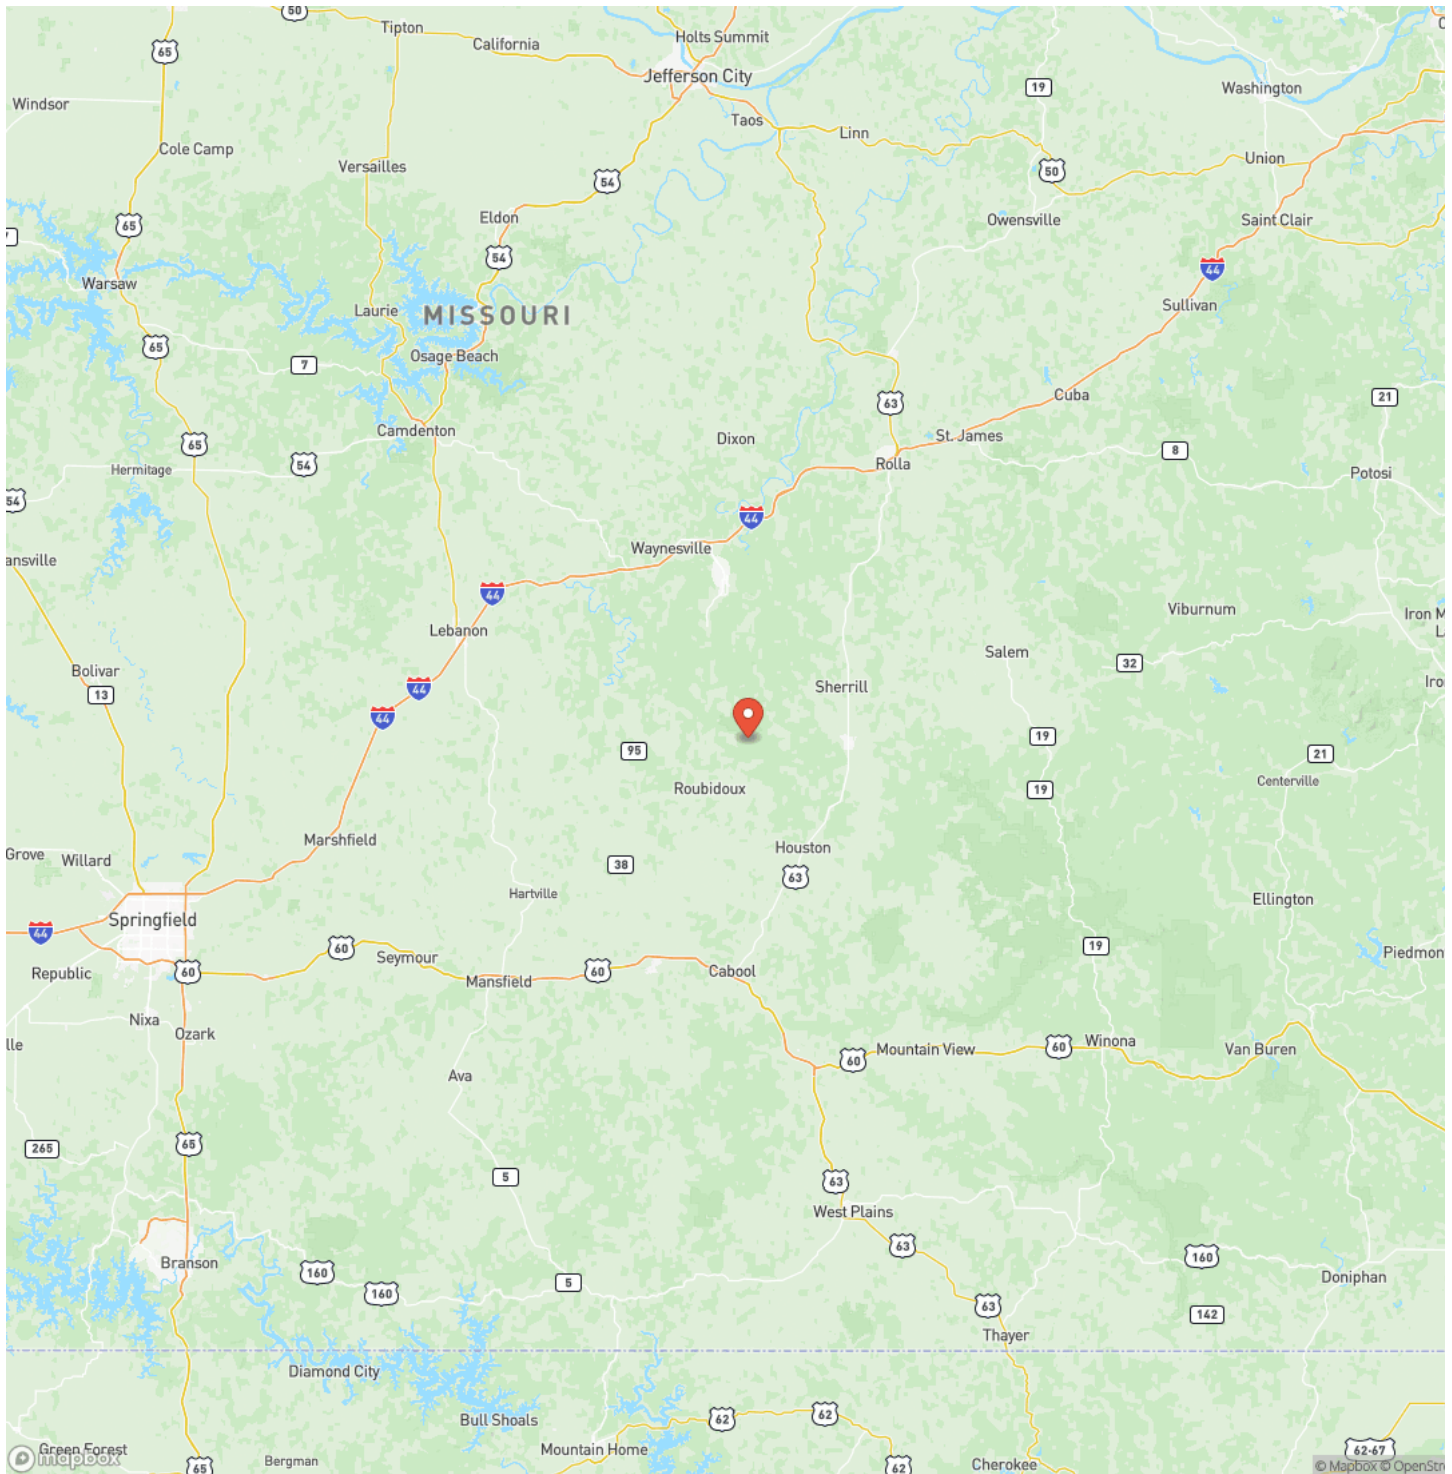 50
Tipton
California
Holts Summit
65
Jefferson City
19
Washington
Windsor
Taos
Linn
Cole Camp
Versailles
Union
50
54
Eldon
Owensville
Saint Clair
65
7
54
44
Warsaw
Sullivan
Laurie
MISSOURI
65
Osage Beach
7
Cuba
21
63
Camdenton
Dixon
St. James
65
8
54
Hermitage
Rolla
Potosi
54
44
Waynesville
ansville
44
Viburnum
Iron M
L
Lebanon
Salem
32
Bolivar
Sherrill
Iro
13
44
44
19
95
21
Centerville
Roubidoux
19
Marshfield
Houston
Grove
Willard
38
63
Hartville
Ellington
Springfield
44
60
19
Seymour
Piedmon
Republic
60
60
Cabool
Mansfield
Nixa
Ozark
lle
Mountain View
60
60
Winona
Van Buren
Ava
65
265
5
63
West Plains
63
Branson
160
160
5
160
Doniphan
63
142
Thayer
Diamond City
62
62
Bull Shoals
Green Forest
Mountain Home
62-67
mapbox
Bergman
65
62
Cherokee
© Mapbox © OpenStre